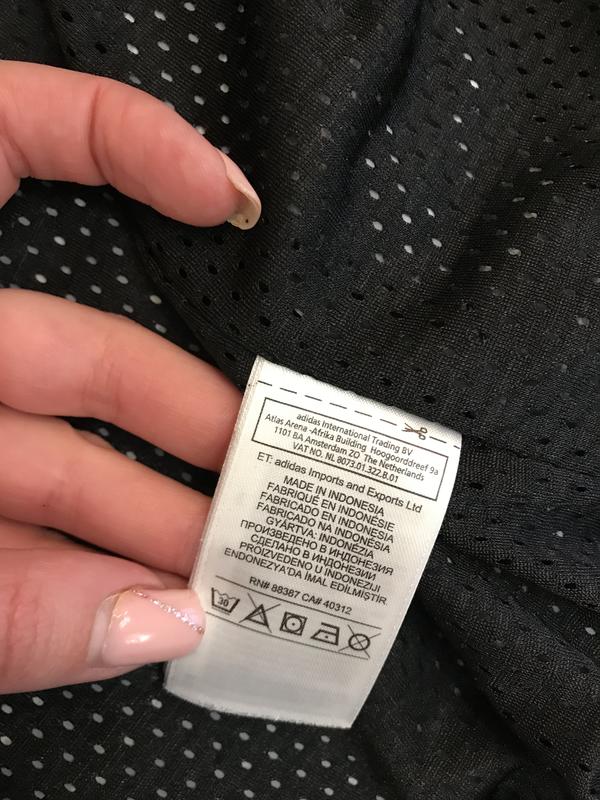 adidas International Trading BV
Atlas Arena -Afrika Building Hoogoorddreef 9a
1101 BA Amsterdam ZO The Netherlands
VAT NO. NL 8073.01.322.B.01
ET: adidas Imports and Exports Ltd
MADE IN INDONESIA
FABRIQUÉ EN INDONÉSIE
FABRICADO EN INDONESIA
FABRICADO NA INDONÉSIA
GYÁRTVA: INDONÉZIA
ПРОИЗВЕДЕНО В ИНДОНЕЗИЯ
СДЕЛАНО В ИНДОНЕЗИИ
PROIZVEDENO U INDONEZIJI
ENDONEZYA'DA İMAL EDİLMİŞTİR
RN# 88387 CA# 40312
30